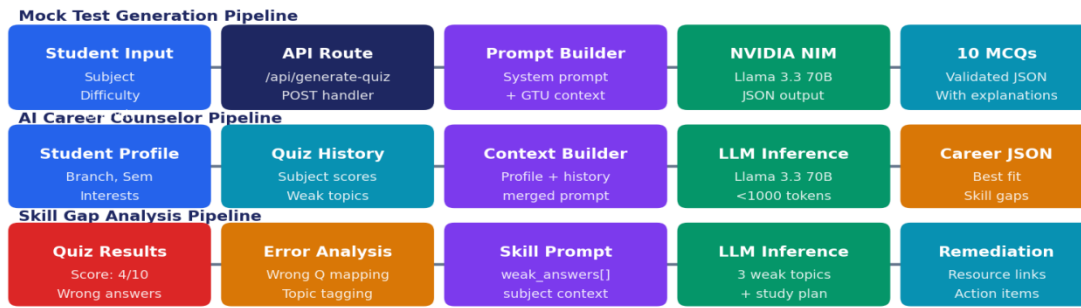 Mock Test Generation Pipeline
Student Input
Subject
Difficulty
API Route
/api/generate-quiz
POST handler
Prompt Builder
System prompt
+ GTU context
NVIDIA NIM
Llama 3.3 70B
JSON output
10 MCQs
Validated JSON
With explanations
AI Career Counselor Pipeline
Student Profile
Branch, Sem
Interests
Quiz History
Subject scores
Weak topics
Context Builder
Profile + history
merged prompt
LLM Inference
Llama 3.3 70B
<1000 tokens
Career JSON
Best fit
Skill gaps
Skill Gap Analysis Pipeline
Quiz Results
Score: 4/10
Wrong answers
Error Analysis
Wrong Q mapping
Topic tagging
Skill Prompt
weak_answers[]
subject context
LLM Inference
3 weak topics
+ study plan
Remediation
Resource links
Action items